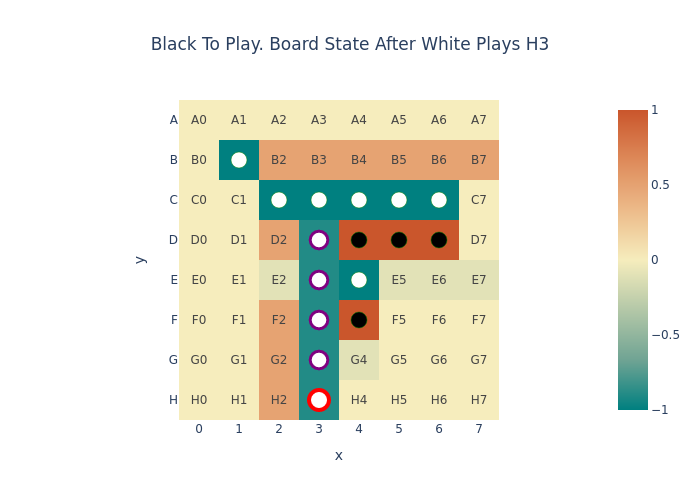 Black To Play. Board State After White Plays H3
A A0 A1 A2 A3 A4 A5 A6 A7
B B0 B2 B3 B4 B5 B6 B7
C C0 C1 C7
D D0 D1 D2 D7
E E0 E1 E2 E5 E6 E7
F F0 F1 F2 F5 F6 F7
G G0 G1 G2 G4 G5 G6 G7
H H0 H1 H2 H4 H5 H6 H7
0 1 2 3 4 5 6 7
x
y
1
0.5
0
−0.5
−1